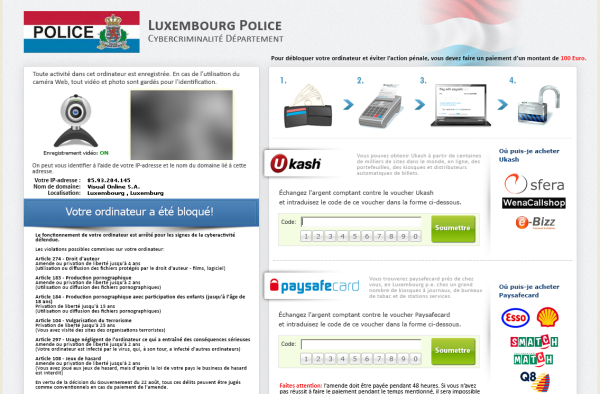 POLICE
LUXEMBOURG POLICE
CYBERCRIMINALITÉ DÉPARTEMENT
Pour débloquer votre ordinateur et éviter l'action pénale, vous devez faire un paiement d'un montant de 100 Euro.
Toute activité dans cet ordinateur est enregistrée. En cas de l'utilisation du
caméra Web, tout vidéo et photo sont gardés pour l'identification.
Enregistrement vidéo: ON
On peut vous identifier à l'aide de votre IP-adresse et le nom du domaine lié à cette
adresse.
Votre IP-adresse : 85.93.204.145
Nom de domaine: Visual Online S.A.
Localisation: Luxembourg , Luxemburg
Votre ordinateur a été bloqué!
Le fonctionnement de votre ordinateur est arrêté pour les signes de la cyberactivité
défendue.
Les violations possibles commises sur votre ordinateur:
Article 274 - Droit d'auteur
Amende ou privation de liberté jusqu'à 4 ans
(utilisation ou diffusion des fichiers protégés par le droit d'auteur - films, logiciel)
Article 183 - Production pornographique
Amende ou privation de liberté jusqu'à 2 ans
(Utilisation ou diffusion des fichiers pornographiques)
Article 184 - Production pornographique avec participation des enfants (jusqu'à l'âge de
18 ans)
Privation de liberté jusqu'à 15 ans
(Utilisation ou diffusion des fichiers pornographiques)
Article 104 - Vulgarisation de terrorisme
Privation de liberté jusqu'à 25 ans
(Vous avez visité des sites des organisations terroristes)
Article 297 - Usage négligent de l'ordinateur ce qui a entraîné des conséquences sérieuses
Amende ou privation de liberté jusqu'à 2 ans
(Votre ordinateur est infecté par le virus, qui, à son tour, a infecté d'autres ordinateurs)
Article 108 - Jeux de hasard
Amende ou privation de liberté jusqu'à 2 ans
(Vous avez joué aux jeux de hasard, mais d'après la loi de votre pays le business de hasard
est interdit)
En vertu de la décision du Gouvernement du 22 août, tous ces délits peuvent être jugés
comme conventionnels en cas du paiement de l'amende.
1. 2. 3. 4.
Ukash
Vous pouvez obtenir Ukash à partir de centaines
de milliers de sites dans le monde, en ligne, des
portefeuilles, des kiosques et distributeurs
automatiques de billets.
Échangez l'argent comptant contre le voucher Ukash
et intraduisez le code de ce voucher dans la forme ci-dessous.
Code:
1 2 3 4 5 6 7 8 9 0
Soumettre
Où puis-je acheter
Ukash
sfera
WenaCallshop
e-Bizz
paysafecard
Vous trouverez paysafecard près de chez
vous, en Luxembourg p.e. chez un grand
nombre de kiosques à journaux, de bureaux
de tabac et de stations services.
Échangez l'argent comptant contre le voucher Paysafecard
et intraduisez le code de ce voucher dans la forme ci-dessous.
Code:
1 2 3 4 5 6 7 8 9 0
Soumettre
Où puis-je acheter
Paysafecard
Esso
Shell
SMATCH
MATCH
Q8
Faites attention: l'amende doit être payée pendant 48 heures. Si vous n'avez
pas réussit à faire le paiement pendant le temps mentionné, il sera impossible